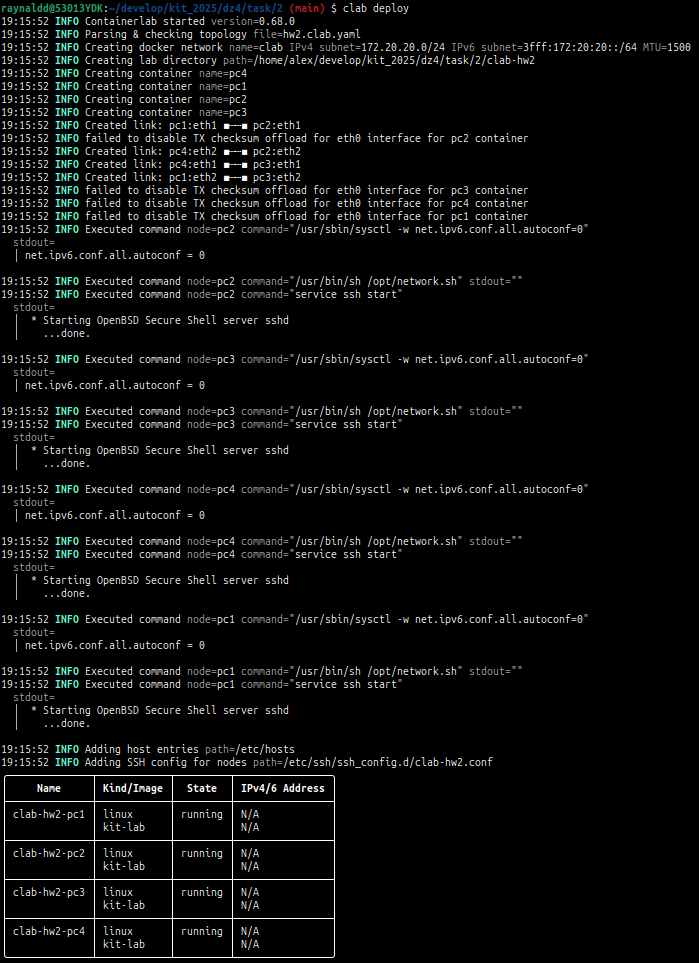 raynaldd@53013YDK:~/develop/kit_2025/dz4/task/2 (main) $ clab deploy
19:15:52 INFO Containerlab started version=0.68.0
19:15:52 INFO Parsing & checking topology file=hw2.clab.yaml
19:15:52 INFO Creating docker network name=clab IPv4 subnet=172.20.20.0/24 IPv6 subnet=3fff:172:20:20::/64 MTU=1500
19:15:52 INFO Creating lab directory path=/home/alex/develop/kit_2025/dz4/task/2/clab-hw2
19:15:52 INFO Creating container name=pc4
19:15:52 INFO Creating container name=pc1
19:15:52 INFO Creating container name=pc2
19:15:52 INFO Creating container name=pc3
19:15:52 INFO Created link: pc1:eth1 ▪┄┄▪ pc2:eth1
19:15:52 INFO failed to disable TX checksum offload for eth0 interface for pc2 container
19:15:52 INFO Created link: pc4:eth2 ▪┄┄▪ pc2:eth2
19:15:52 INFO Created link: pc4:eth1 ▪┄┄▪ pc3:eth1
19:15:52 INFO Created link: pc1:eth2 ▪┄┄▪ pc3:eth2
19:15:52 INFO failed to disable TX checksum offload for eth0 interface for pc3 container
19:15:52 INFO failed to disable TX checksum offload for eth0 interface for pc4 container
19:15:52 INFO failed to disable TX checksum offload for eth0 interface for pc1 container
19:15:52 INFO Executed command node=pc2 command="/usr/sbin/sysctl -w net.ipv6.conf.all.autoconf=0"
stdout=
│ net.ipv6.conf.all.autoconf = 0
19:15:52 INFO Executed command node=pc2 command="/usr/bin/sh /opt/network.sh" stdout=""
19:15:52 INFO Executed command node=pc2 command="service ssh start"
stdout=
│ * Starting OpenBSD Secure Shell server sshd
│ ...done.
19:15:52 INFO Executed command node=pc3 command="/usr/sbin/sysctl -w net.ipv6.conf.all.autoconf=0"
stdout=
│ net.ipv6.conf.all.autoconf = 0
19:15:52 INFO Executed command node=pc3 command="/usr/bin/sh /opt/network.sh" stdout=""
19:15:52 INFO Executed command node=pc3 command="service ssh start"
stdout=
│ * Starting OpenBSD Secure Shell server sshd
│ ...done.
19:15:52 INFO Executed command node=pc4 command="/usr/sbin/sysctl -w net.ipv6.conf.all.autoconf=0"
stdout=
│ net.ipv6.conf.all.autoconf = 0
19:15:52 INFO Executed command node=pc4 command="/usr/bin/sh /opt/network.sh" stdout=""
19:15:52 INFO Executed command node=pc4 command="service ssh start"
stdout=
│ * Starting OpenBSD Secure Shell server sshd
│ ...done.
19:15:52 INFO Executed command node=pc1 command="/usr/sbin/sysctl -w net.ipv6.conf.all.autoconf=0"
stdout=
│ net.ipv6.conf.all.autoconf = 0
19:15:52 INFO Executed command node=pc1 command="/usr/bin/sh /opt/network.sh" stdout=""
19:15:52 INFO Executed command node=pc1 command="service ssh start"
stdout=
│ * Starting OpenBSD Secure Shell server sshd
│ ...done.
19:15:52 INFO Adding host entries path=/etc/hosts
19:15:52 INFO Adding SSH config for nodes path=/etc/ssh/ssh_config.d/clab-hw2.conf
Name Kind/Image State IPv4/6 Address
clab-hw2-pc1 linux running N/A
kit-lab N/A
clab-hw2-pc2 linux running N/A
kit-lab N/A
clab-hw2-pc3 linux running N/A
kit-lab N/A
clab-hw2-pc4 linux running N/A
kit-lab N/A